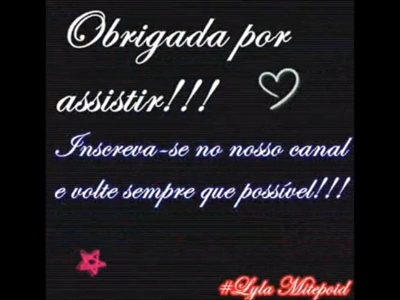 Obrigada por
assistir!!!
Inscreva-se no nosso canal
e volte sempre que possível!!!
#Lyla Mitepoid